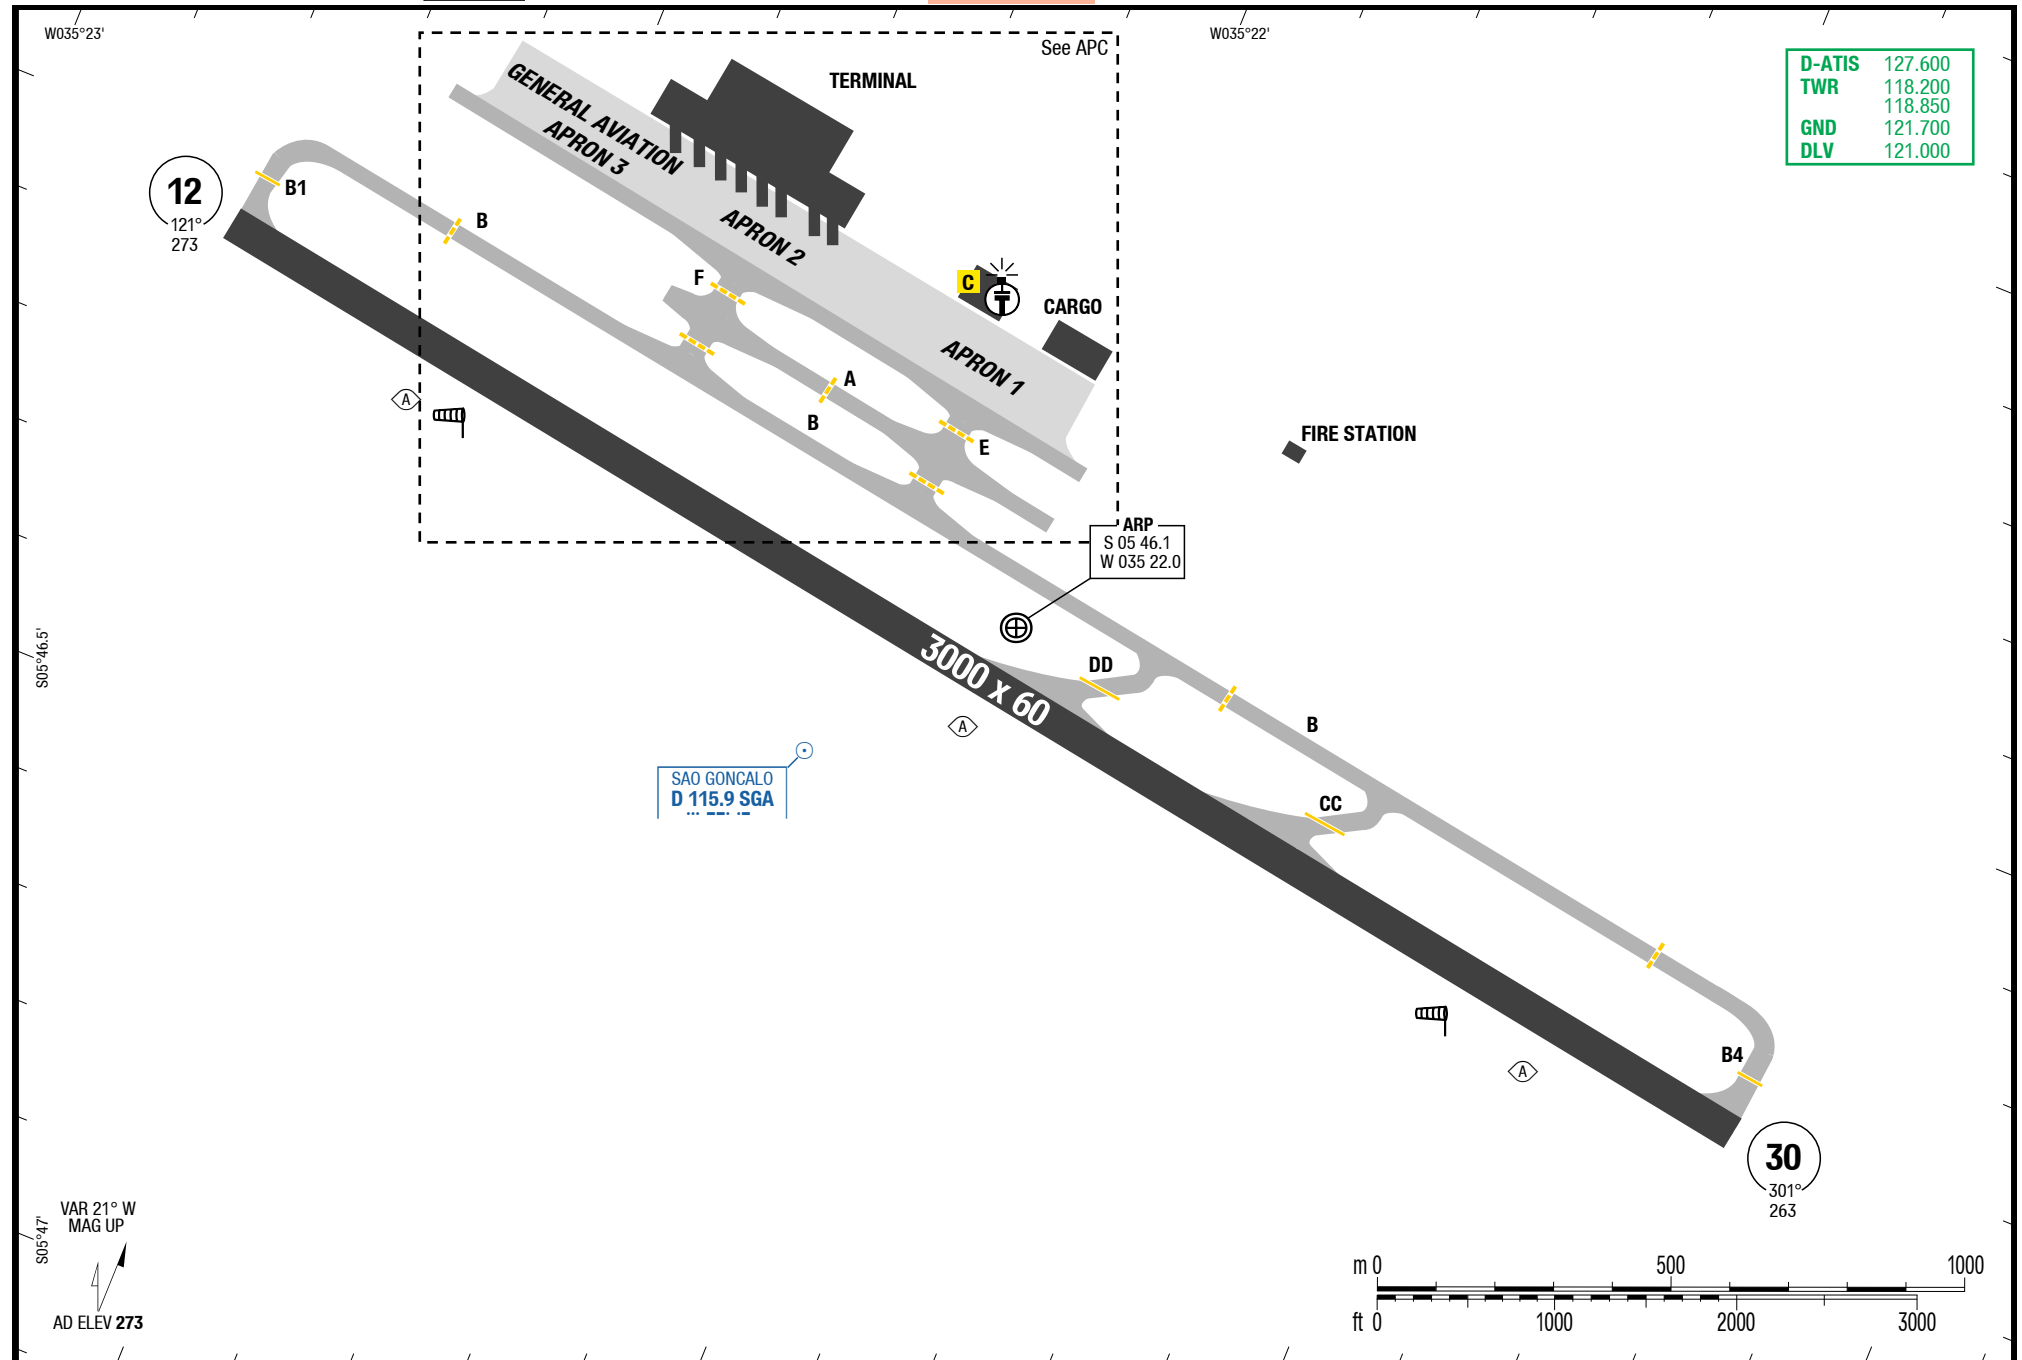 W035°23'
W035°22'
See APC
D-ATIS 127.600
TWR 118.200
118.850
GND 121.700
DLV 121.000
TERMINAL
GENERAL AVIATION
APRON 3
APRON 2
APRON 1
12
121°
273
B1
B
F
C
CARGO
A
B
E
FIRE STATION
A
ARP
S 05 46.1
W 035 22.0
S05°46.5'
3000 x 60
DD
A
B
SAO GONCALO
D 115.9 SGA
CC
B4
A
30
301°
263
S05°47'
VAR 21° W
MAG UP
AD ELEV 273
m 0 500 1000
ft 0 1000 2000 3000